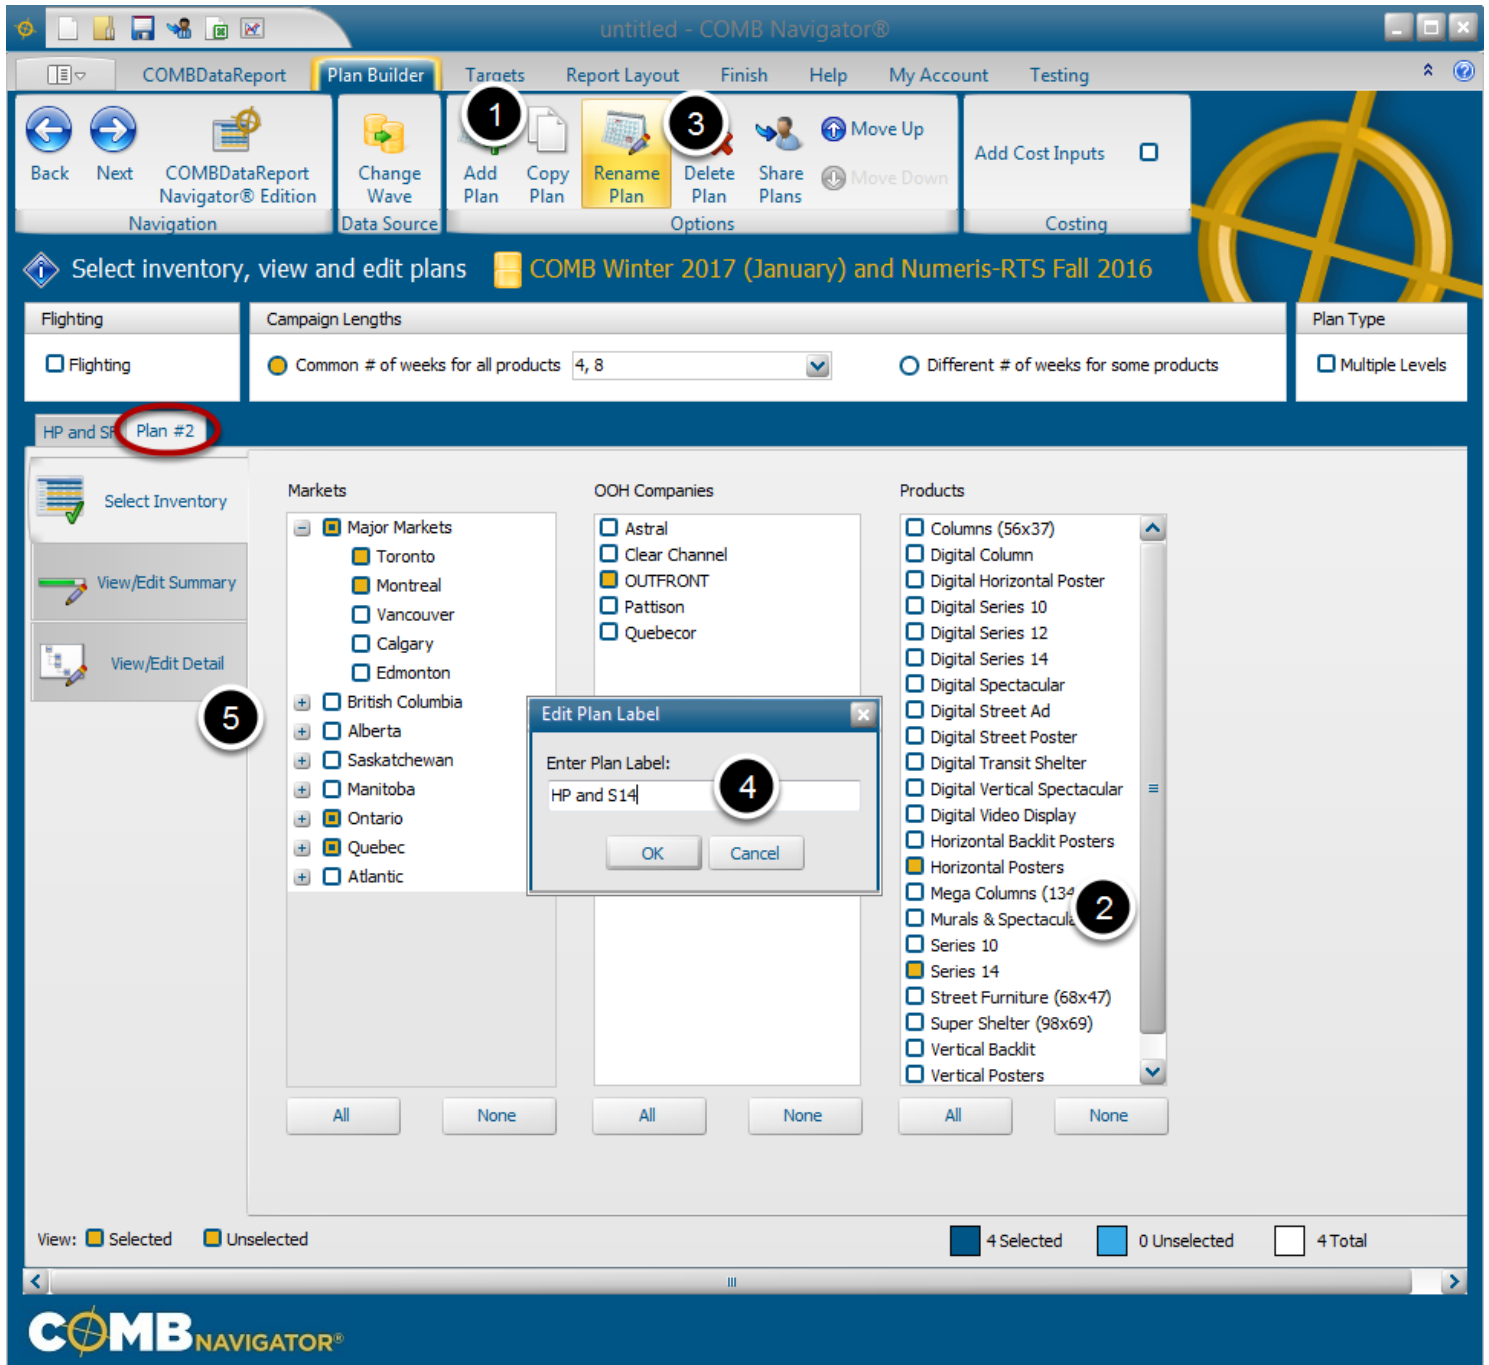 untitled - COMB Navigator®
COMBDataReport Plan Builder Targets Report Layout Finish Help My Account Testing
1 3
Move Up
Add Cost Inputs
Back Next COMBDataReport Change Add Copy Rename Delete Share Move Down
Navigator® Edition Wave Plan Plan Plan Plan Plans
Navigation Data Source Options Costing
Select inventory, view and edit plans COMB Winter 2017 (January) and Numeris-RTS Fall 2016
Flighting Campaign Lengths Plan Type
Flighting Common # of weeks for all products 4, 8 Different # of weeks for some products Multiple Levels
HP and Plan #2
Select Inventory
View/Edit Summary
View/Edit Detail
5
Markets
Major Markets
Toronto
Montreal
Vancouver
Calgary
Edmonton
British Columbia
Alberta
Saskatchewan
Manitoba
Ontario
Quebec
Atlantic
All None
OOH Companies
Astral
Clear Channel
OUTFRONT
Pattison
Quebecor
All None
Edit Plan Label
Enter Plan Label:
HP and S14
4
OK Cancel
Products
Columns (56x37)
Digital Column
Digital Horizontal Poster
Digital Series 10
Digital Series 12
Digital Series 14
Digital Spectacular
Digital Street Ad
Digital Street Poster
Digital Transit Shelter
Digital Vertical Spectacular
Digital Video Display
Horizontal Backlit Posters
Horizontal Posters
Mega Columns (134
2
Murals &
Series 10
Series 14
Street Furniture (68x47)
Super Shelter (98x69)
Vertical Backlit
Vertical Posters
All None
View: Selected Unselected 4 Selected 0 Unselected 4 Total
COMB NAVIGATOR®